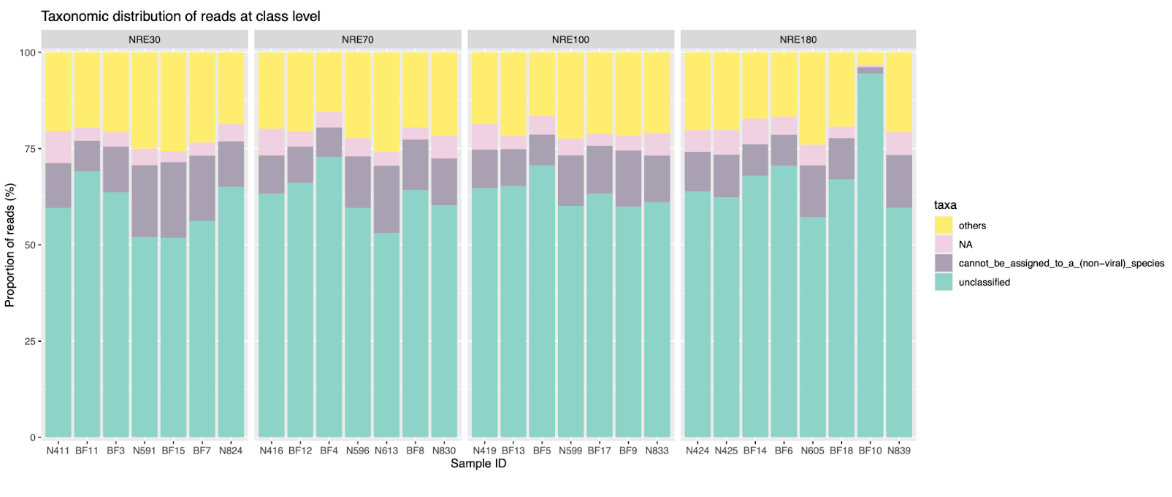 Taxonomic distribution of reads at class level
NRE30 NRE70 NRE100 NRE180
Proportion of reads (%)
100
75
50
25
0
N411 BF11 BF3 N591 BF15 BF7 N824 N416 BF12 BF4 N596 N613 BF8 N830 N419 BF13 BF5 N599 BF17 BF9 N833 N424 N425 BF14 BF6 N605 BF18 BF10 N839
Sample ID
taxa
others
NA
cannot_be_assigned_to_a_(non−viral)_species
unclassified